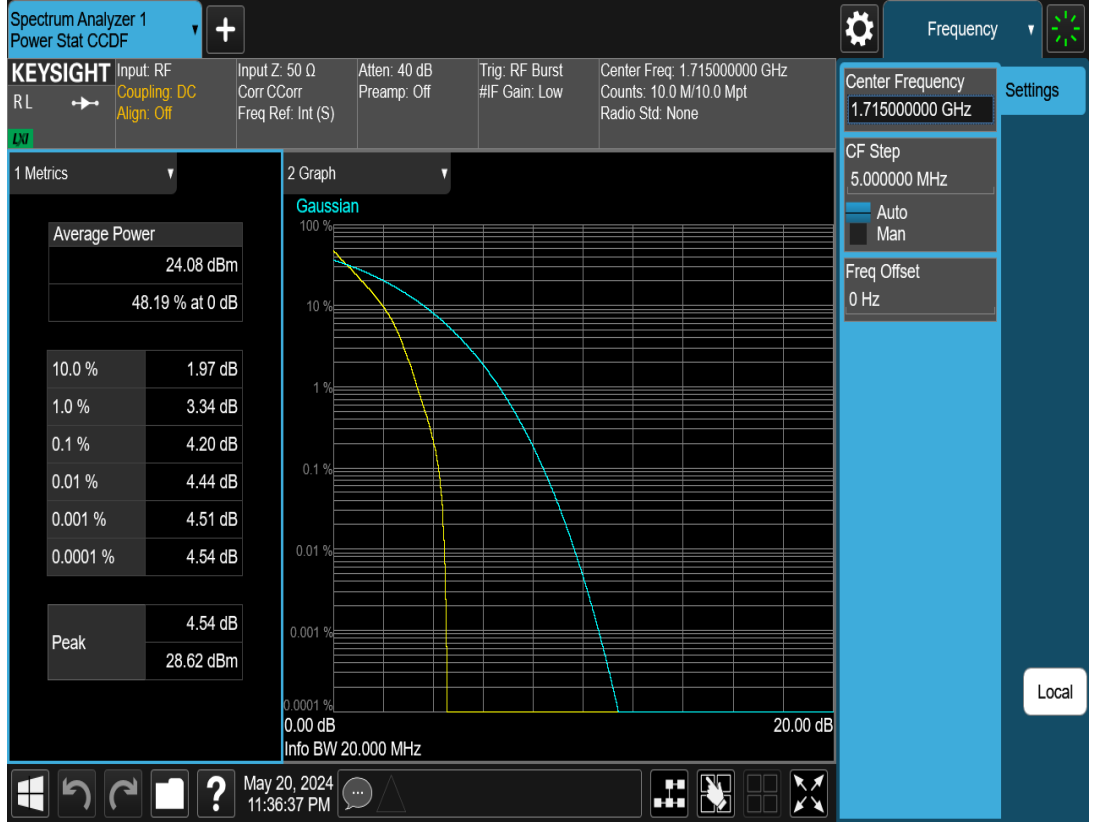 Spectrum Analyzer 1
Power Stat CCDF
Frequency
KEYSIGHT
RL
LXI
Input: RF
Coupling: DC
Align: Off
Input Z: 50 Ω
Corr CCorr
Freq Ref: Int (S)
Atten: 40 dB
Preamp: Off
Trig: RF Burst
#IF Gain: Low
Center Freq: 1.715000000 GHz
Counts: 10.0 M/10.0 Mpt
Radio Std: None
Center Frequency
1.715000000 GHz
Settings
CF Step
5.000000 MHz
Auto
Man
Freq Offset
0 Hz
Local
1 Metrics
Average Power
24.08 dBm
48.19 % at 0 dB
10.0 % 1.97 dB
1.0 % 3.34 dB
0.1 % 4.20 dB
0.01 % 4.44 dB
0.001 % 4.51 dB
0.0001 % 4.54 dB
Peak
4.54 dB
28.62 dBm
2 Graph
Gaussian
100 %
10 %
1 %
0.1 %
0.01 %
0.001 %
0.0001 %
0.00 dB 20.00 dB
Info BW 20.000 MHz
?
May 20, 2024
11:36:37 PM